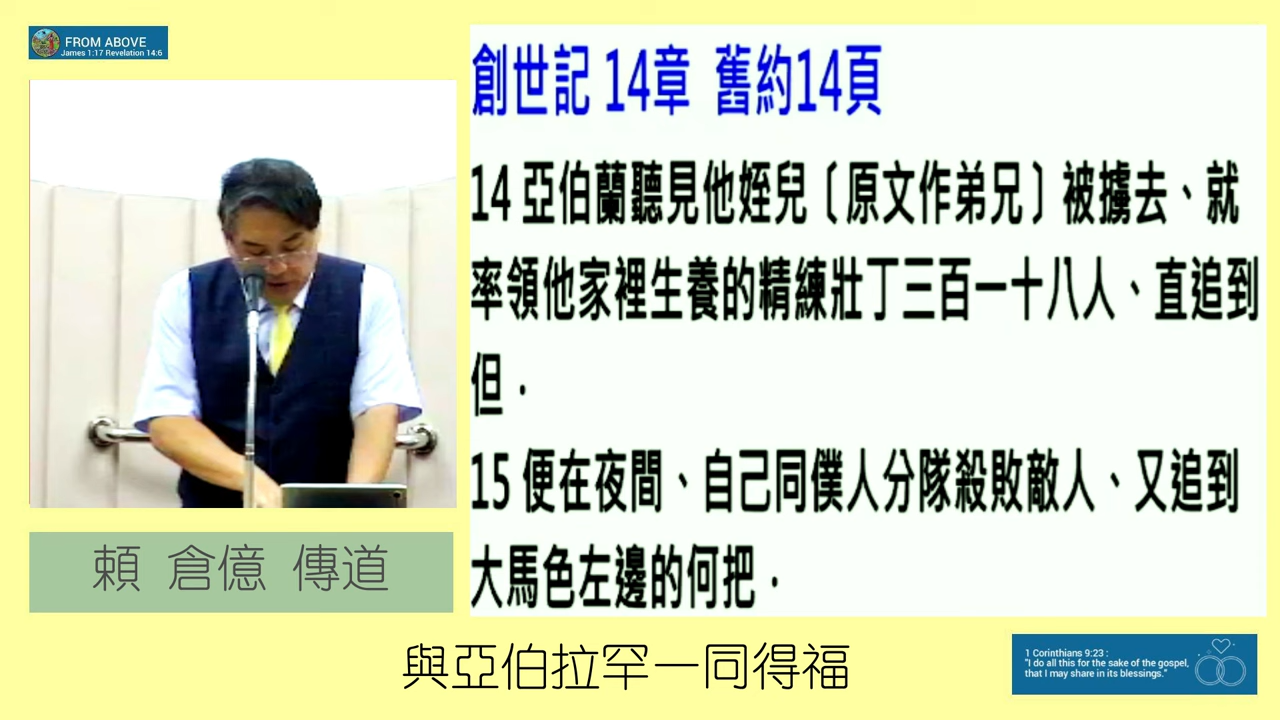 FROM ABOVE
James 1:17 Revelation 14:6
創世記 14章 舊約14頁
14 亞伯蘭聽見他姪兒〔原文作弟兄〕被擄去、就
率領他家裡生養的精練壯丁三百一十八人、直追到
但．
15 便在夜間、自己同僕人分隊殺敗敵人、又追到
大馬色左邊的何把．
賴 倉億 傳道
與亞伯拉罕一同得福
1 Corinthians 9:23 :
"I do all this for the sake of the gospel,
that I may share in its blessings."